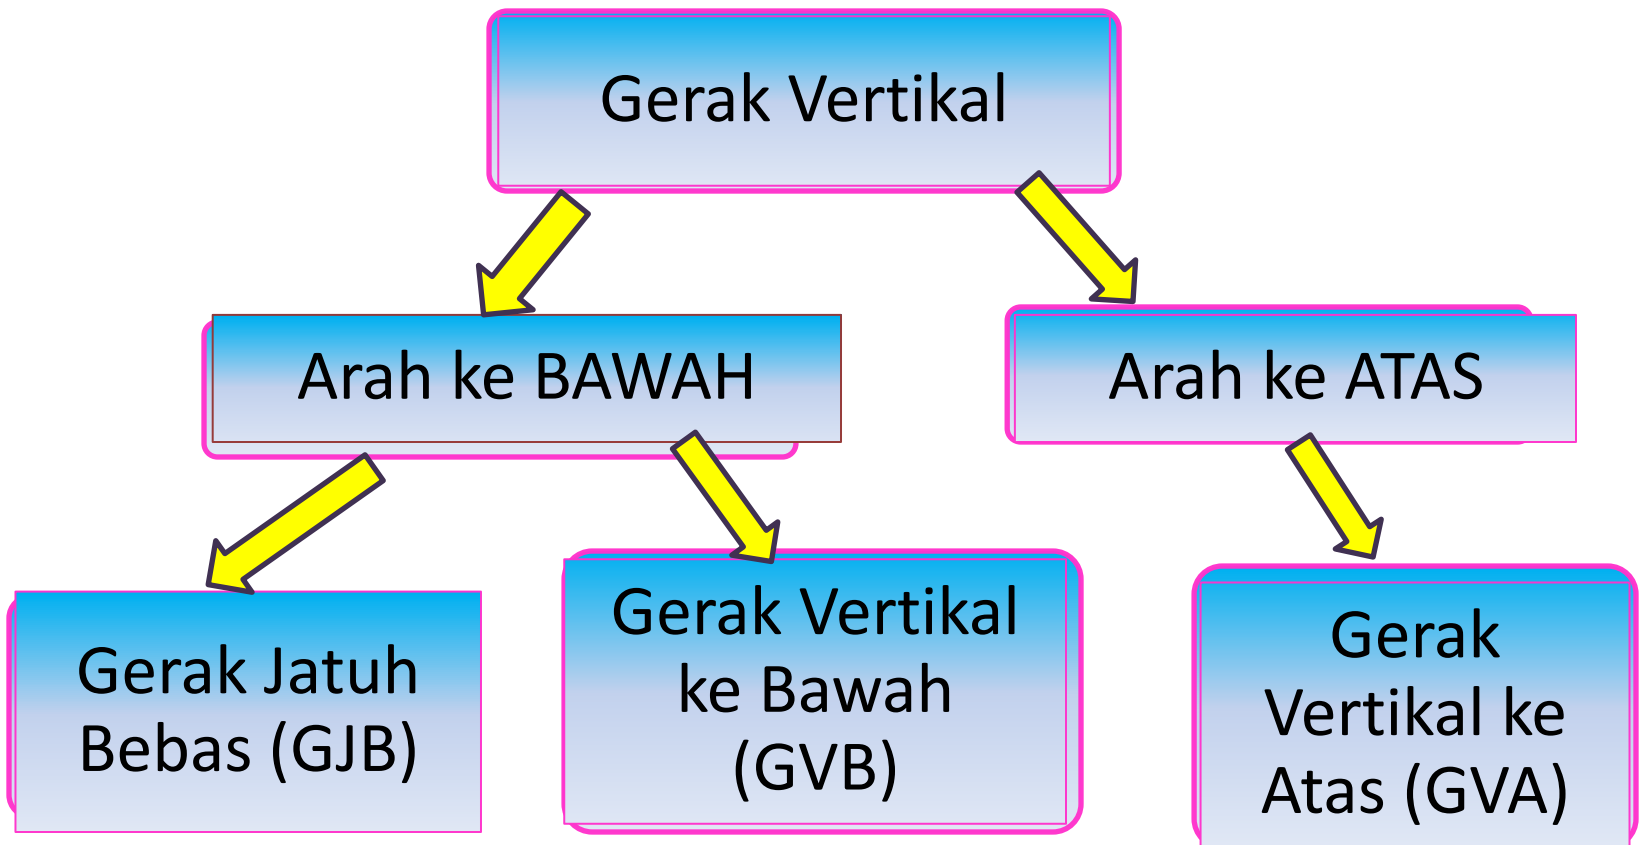 Gerak Vertikal
Arah ke BAWAH
Arah ke ATAS
Gerak Jatuh
Bebas (GJB)
Gerak Vertikal
ke Bawah
(GVB)
Gerak
Vertikal ke
Atas (GVA)